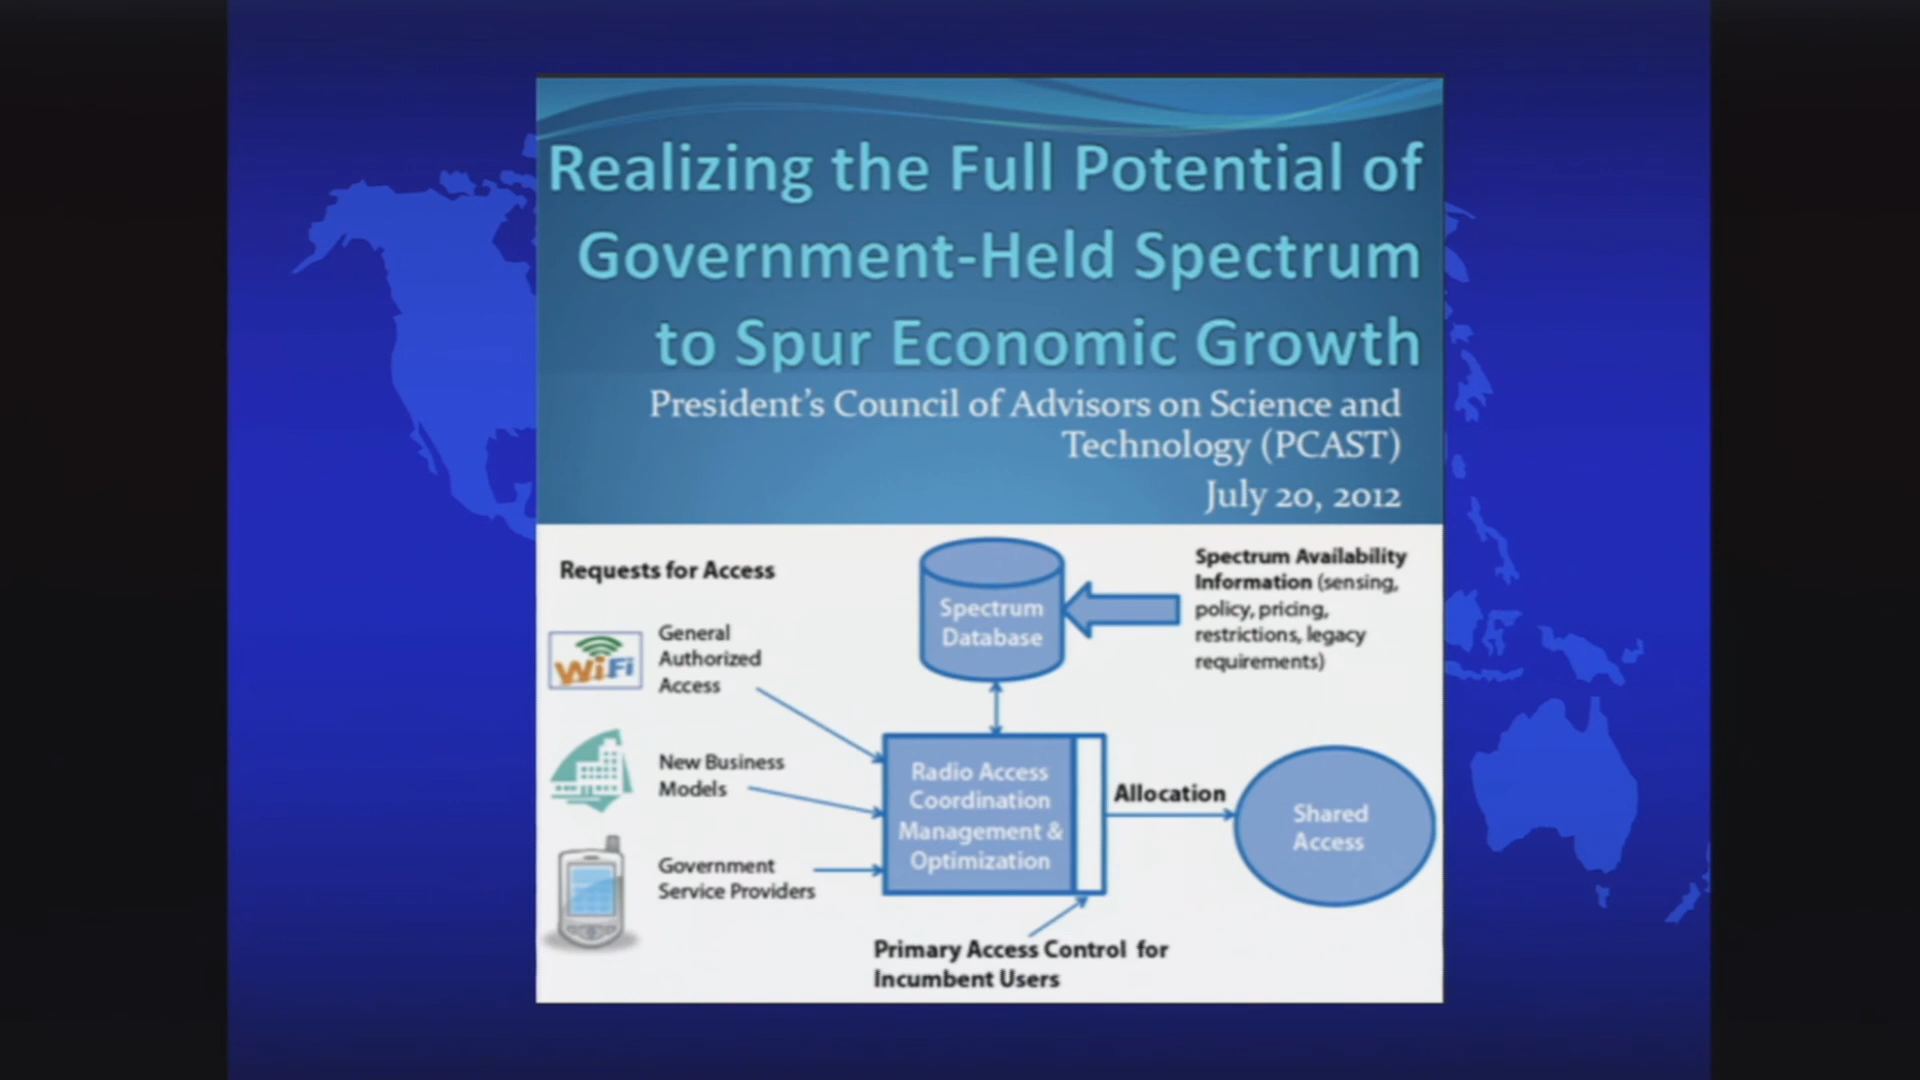 Realizing the Full Potential of
Government-Held Spectrum
to Spur Economic Growth
President's Council of Advisors on Science and
Technology (PCAST)
July 20, 2012
Requests for Access
WiFi
General
Authorized
Access
New Business
Models
Government
Service Providers
Spectrum
Database
Spectrum Availability
Information (sensing,
policy, pricing,
restrictions, legacy
requirements)
Radio Access
Coordination
Management &
Optimization
Allocation
Shared
Access
Primary Access Control for
Incumbent Users